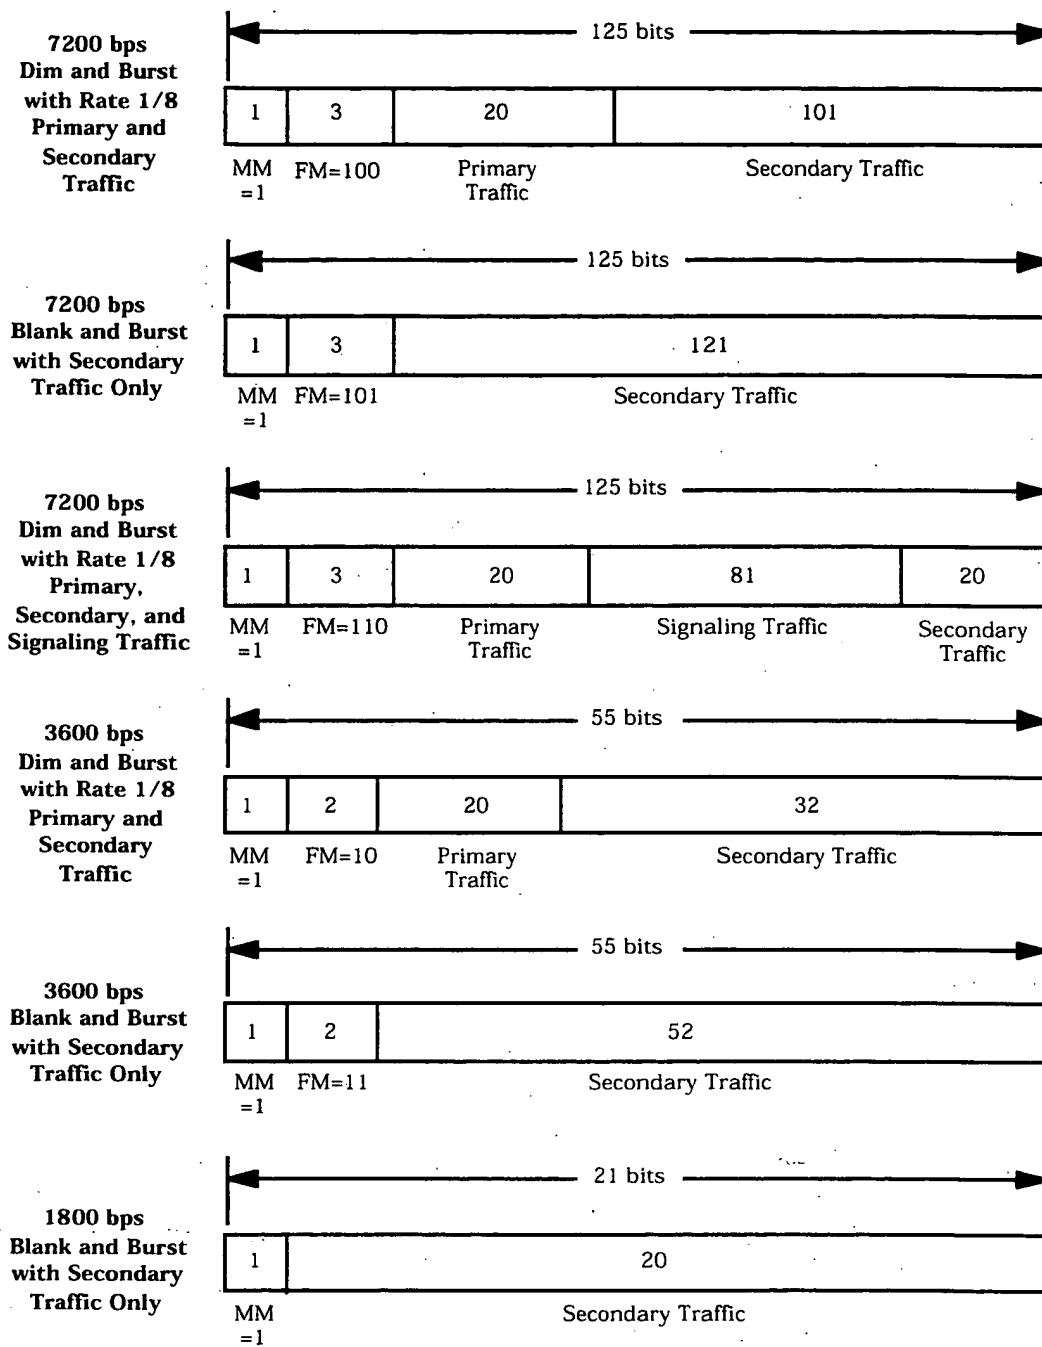 125 bits
7200 bps
Dim and Burst
with Rate 1/8
Primary and
Secondary
Traffic
1 3 20 101
MM
=1
FM=100
Primary
Traffic
Secondary Traffic
125 bits
7200 bps
Blank and Burst
with Secondary
Traffic Only
1 3 121
MM
=1
FM=101
Secondary Traffic
125 bits
7200 bps
Dim and Burst
with Rate 1/8
Primary,
Secondary, and
Signaling Traffic
1 3 20 81 20
MM
=1
FM=110
Primary
Traffic
Signaling Traffic
Secondary
Traffic
55 bits
3600 bps
Dim and Burst
with Rate 1/8
Primary and
Secondary
Traffic
1 2 20 32
MM
=1
FM=10
Primary
Traffic
Secondary Traffic
55 bits
3600 bps
Blank and Burst
with Secondary
Traffic Only
1 2 52
MM
=1
FM=11
Secondary Traffic
21 bits
1800 bps
Blank and Burst
with Secondary
Traffic Only
1 20
MM
=1
Secondary Traffic